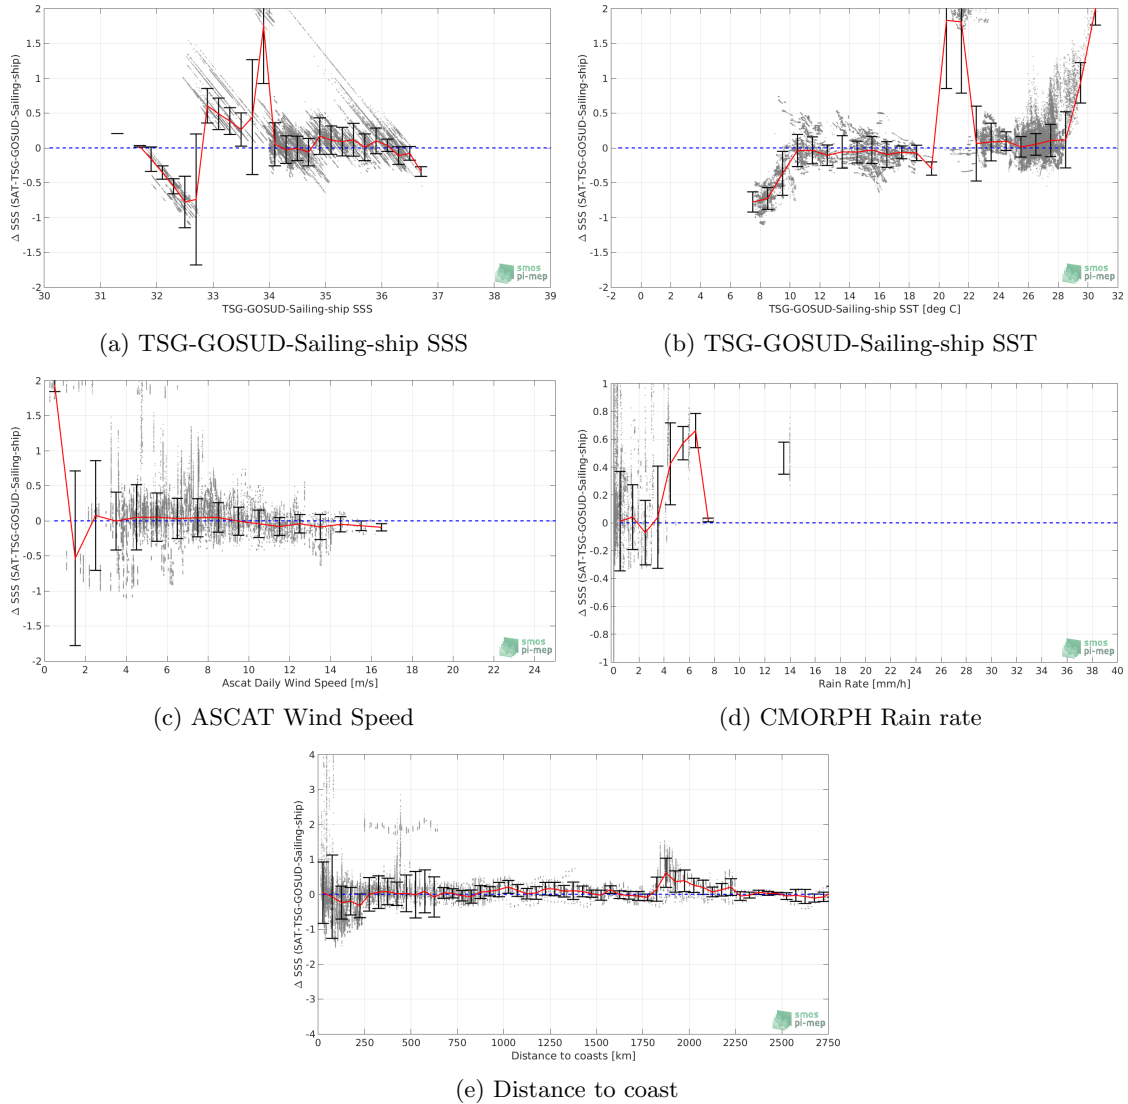 2
1.5
1
0.5
0
-0.5
-1
-1.5
-2
Δ SSS (SAT-TSG-GOSUD-Sailing-ship)
30 31 32 33 34 35 36 37 38 39
TSG-GOSUD-Sailing-ship SSS
smos
pi-mep
(a) TSG-GOSUD-Sailing-ship SSS
2
1.5
1
0.5
0
-0.5
-1
-1.5
-2
Δ SSS (SAT-TSG-GOSUD-Sailing-ship)
-2 0 2 4 6 8 10 12 14 16 18 20 22 24 26 28 30 32
TSG-GOSUD-Sailing-ship SST [deg C]
smos
pi-mep
(b) TSG-GOSUD-Sailing-ship SST
2
1.5
1
0.5
0
-0.5
-1
-1.5
-2
Δ SSS (SAT-TSG-GOSUD-Sailing-ship)
0 2 4 6 8 10 12 14 16 18 20 22 24
Ascat Daily Wind Speed [m/s]
smos
pi-mep
(c) ASCAT Wind Speed
1
0.8
0.6
0.4
0.2
0
-0.2
-0.4
-0.6
-0.8
-1
Δ SSS (SAT-TSG-GOSUD-Sailing-ship)
0 2 4 6 8 10 12 14 16 18 20 22 24 26 28 30 32 34 36 38 40
Rain Rate [mm/h]
smos
pi-mep
(d) CMORPH Rain rate
4
3
2
1
0
-1
-2
-3
-4
Δ SSS (SAT-TSG-GOSUD-Sailing-ship)
0 250 500 750 1000 1250 1500 1750 2000 2250 2500 2750
Distance to coasts [km]
smos
pi-mep
(e) Distance to coast